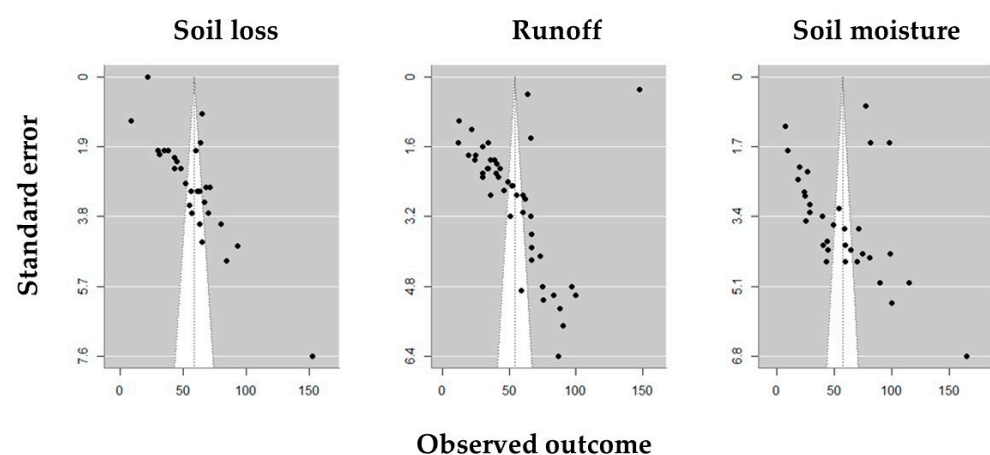 Soil loss Runoff Soil moisture
Standard error
0 1.9 3.8 5.7 7.6
0 50 100 150
0 1.6 3.2 4.8 6.4
0 50 100 150
0 1.7 3.4 5.1 6.8
0 50 100 150
Observed outcome